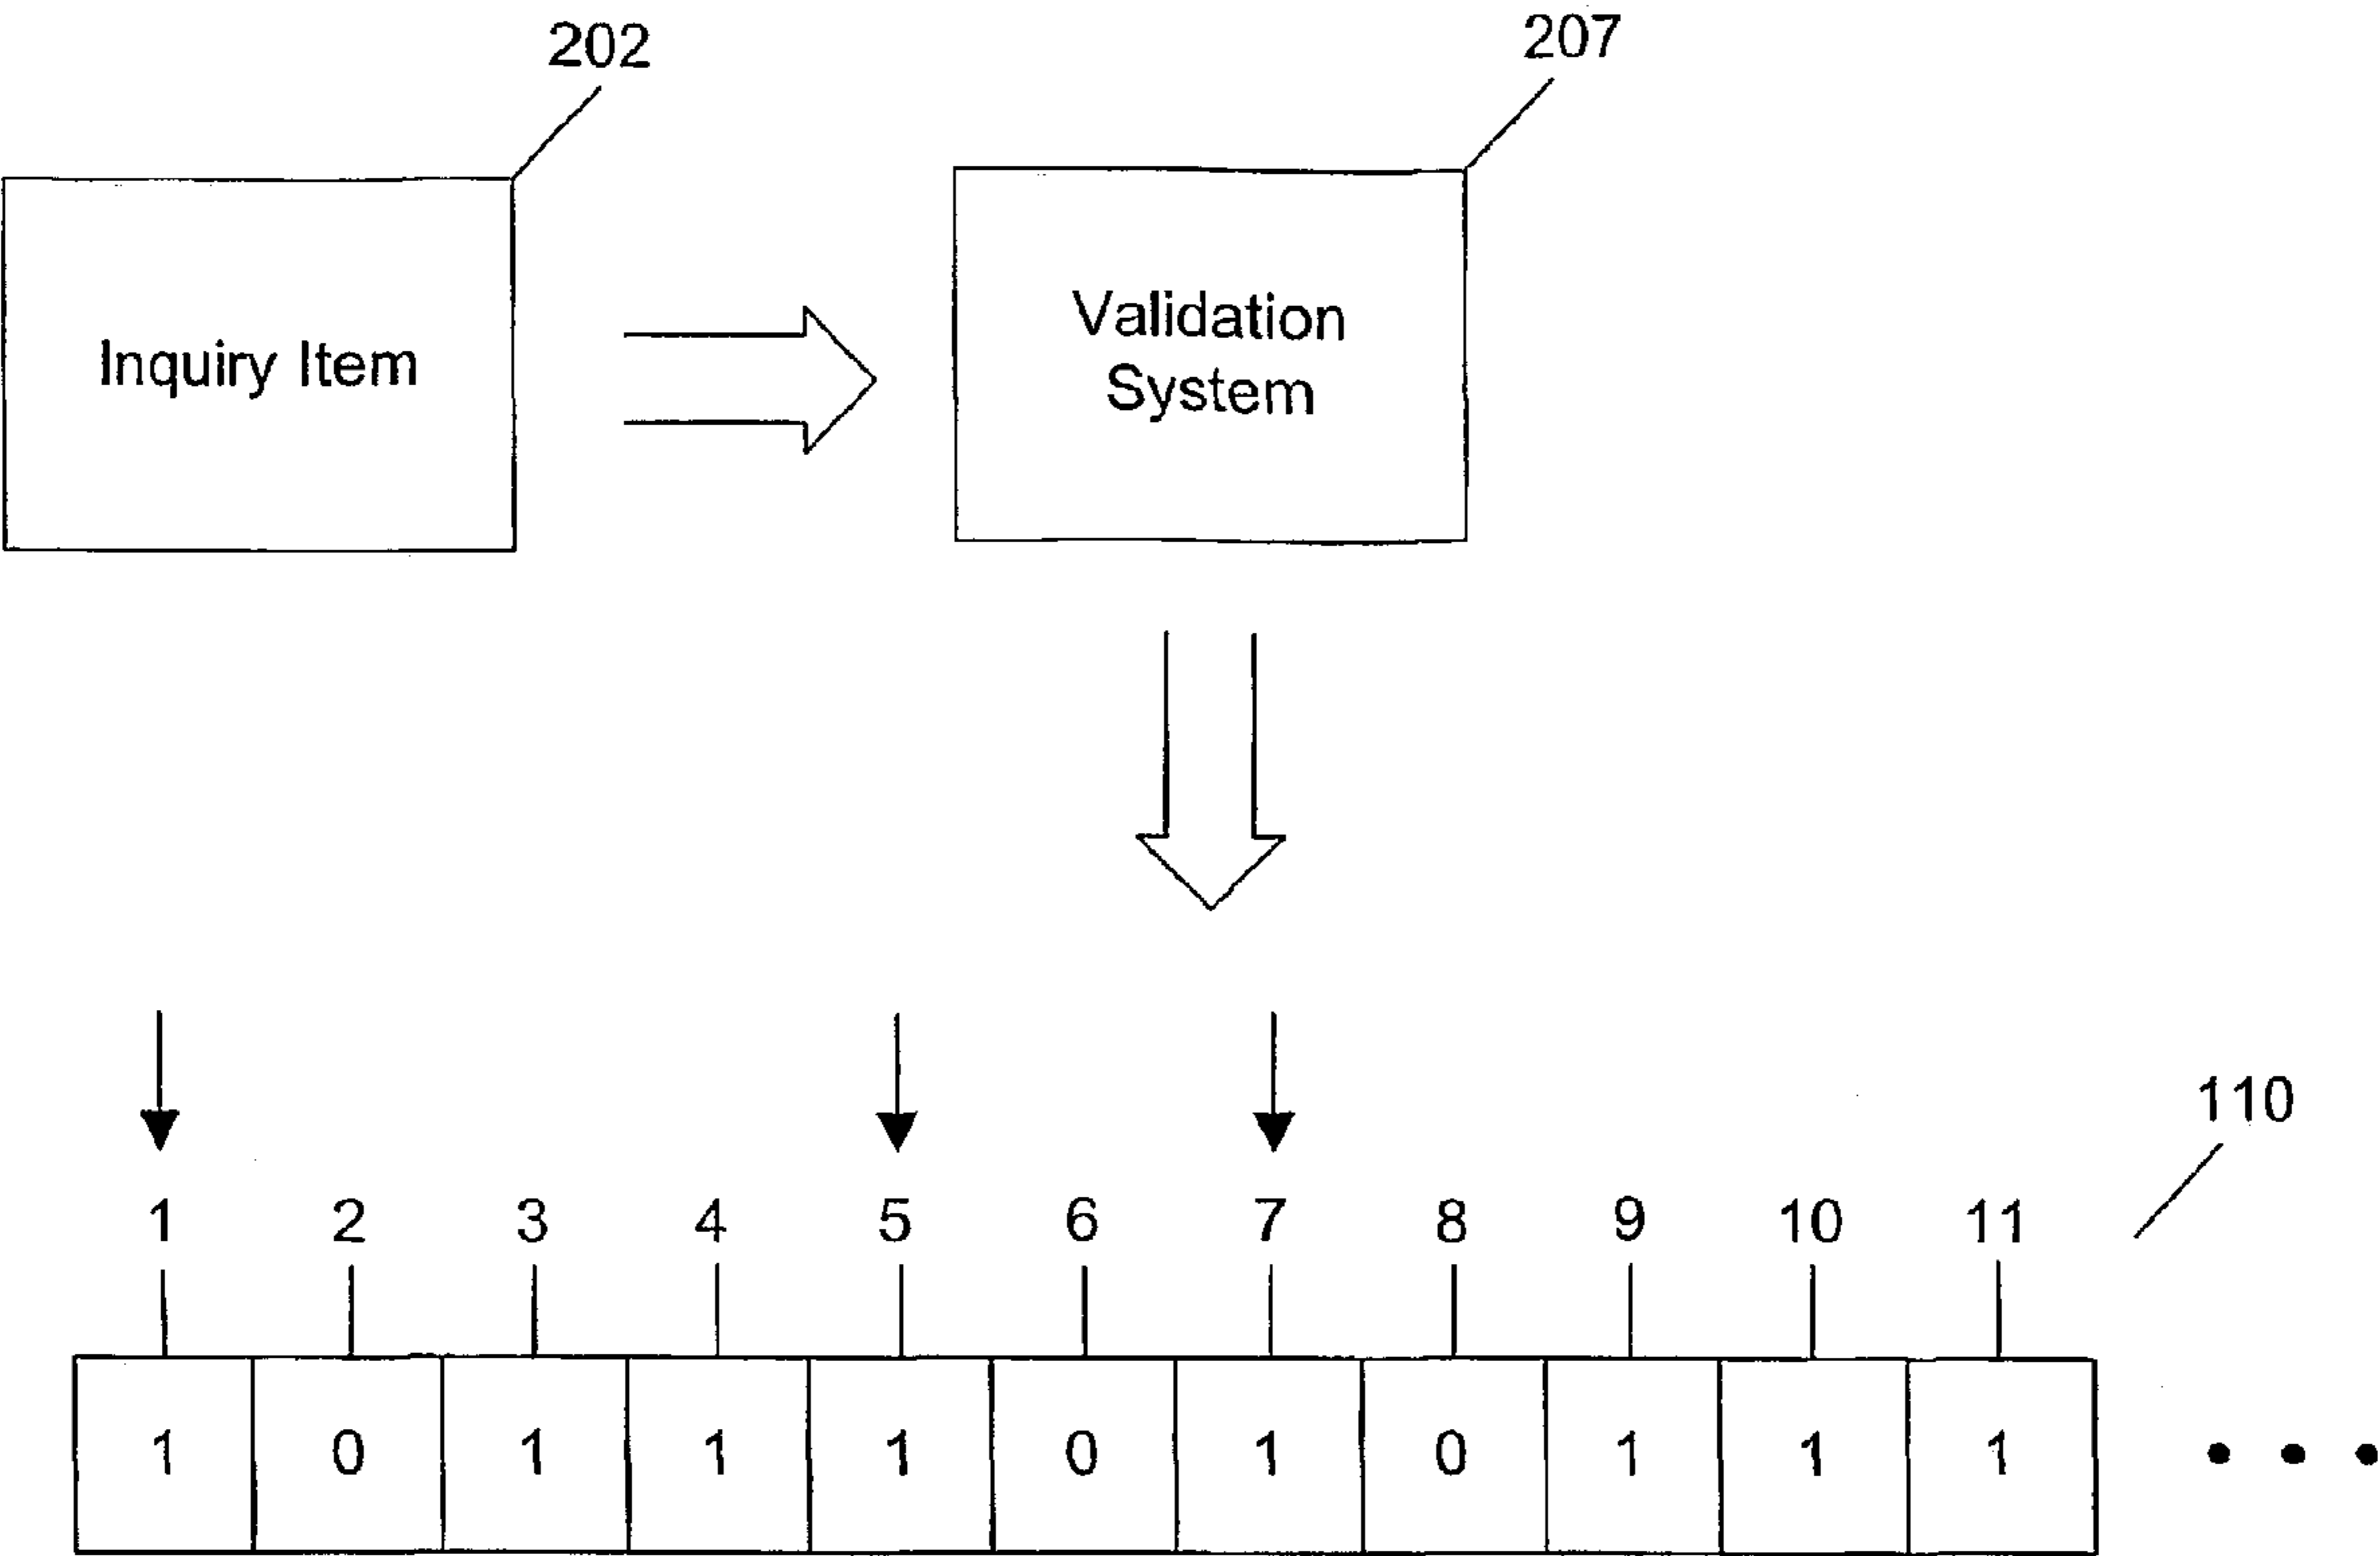 202
207
Inquiry Item
Validation
System
110
1 2 3 4 5 6 7 8 9 10 11
1 0 1 1 1 0 1 0 1 1 1 • • •